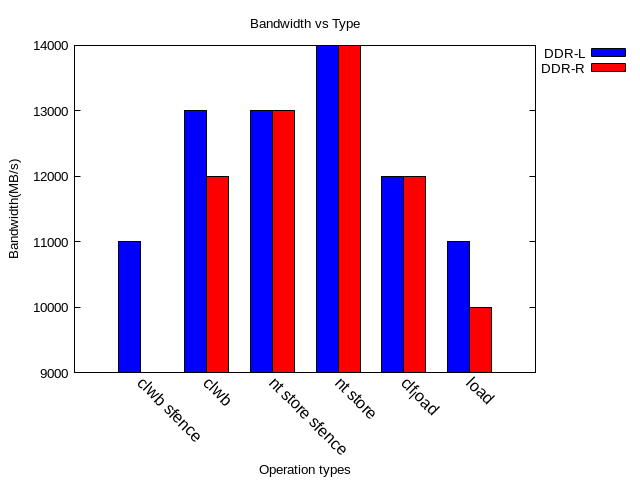 Bandwidth vs Type
14000
13000
12000
11000
10000
9000
Bandwidth(MB/s)
DDR-L
DDR-R
clwb sfence
clwb
nt store sfence
nt store
clfload
load
Operation types